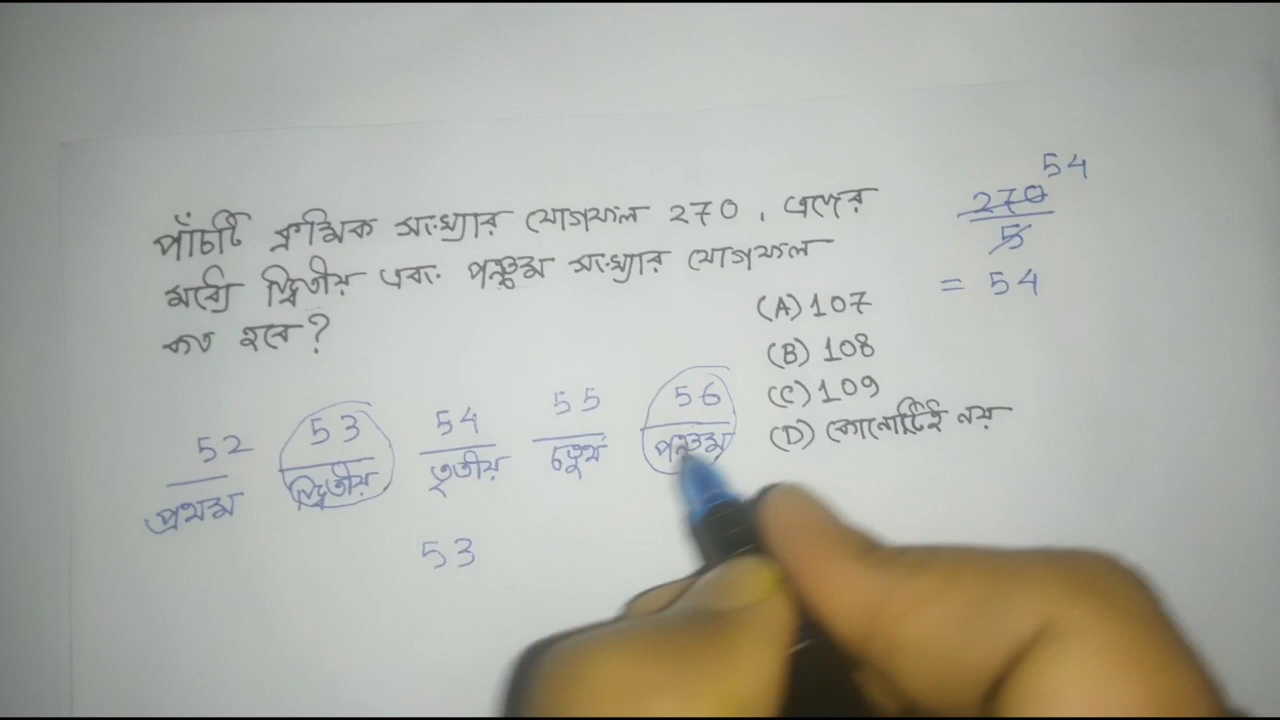 পাঁচটি ক্রমিক সংখ্যার যোগফল 270, এদের
মধ্যে দ্বিতীয় এবং পঞ্চম সংখ্যার যোগফল
কত হবে?
(A) 107
(B) 108
(C) 109
(D) কোনোটিই নয়
54
270
5
= 54
52 53 54 55 56
প্রথম দ্বিতীয় তৃতীয় চতুর্থ পঞ্চম
53